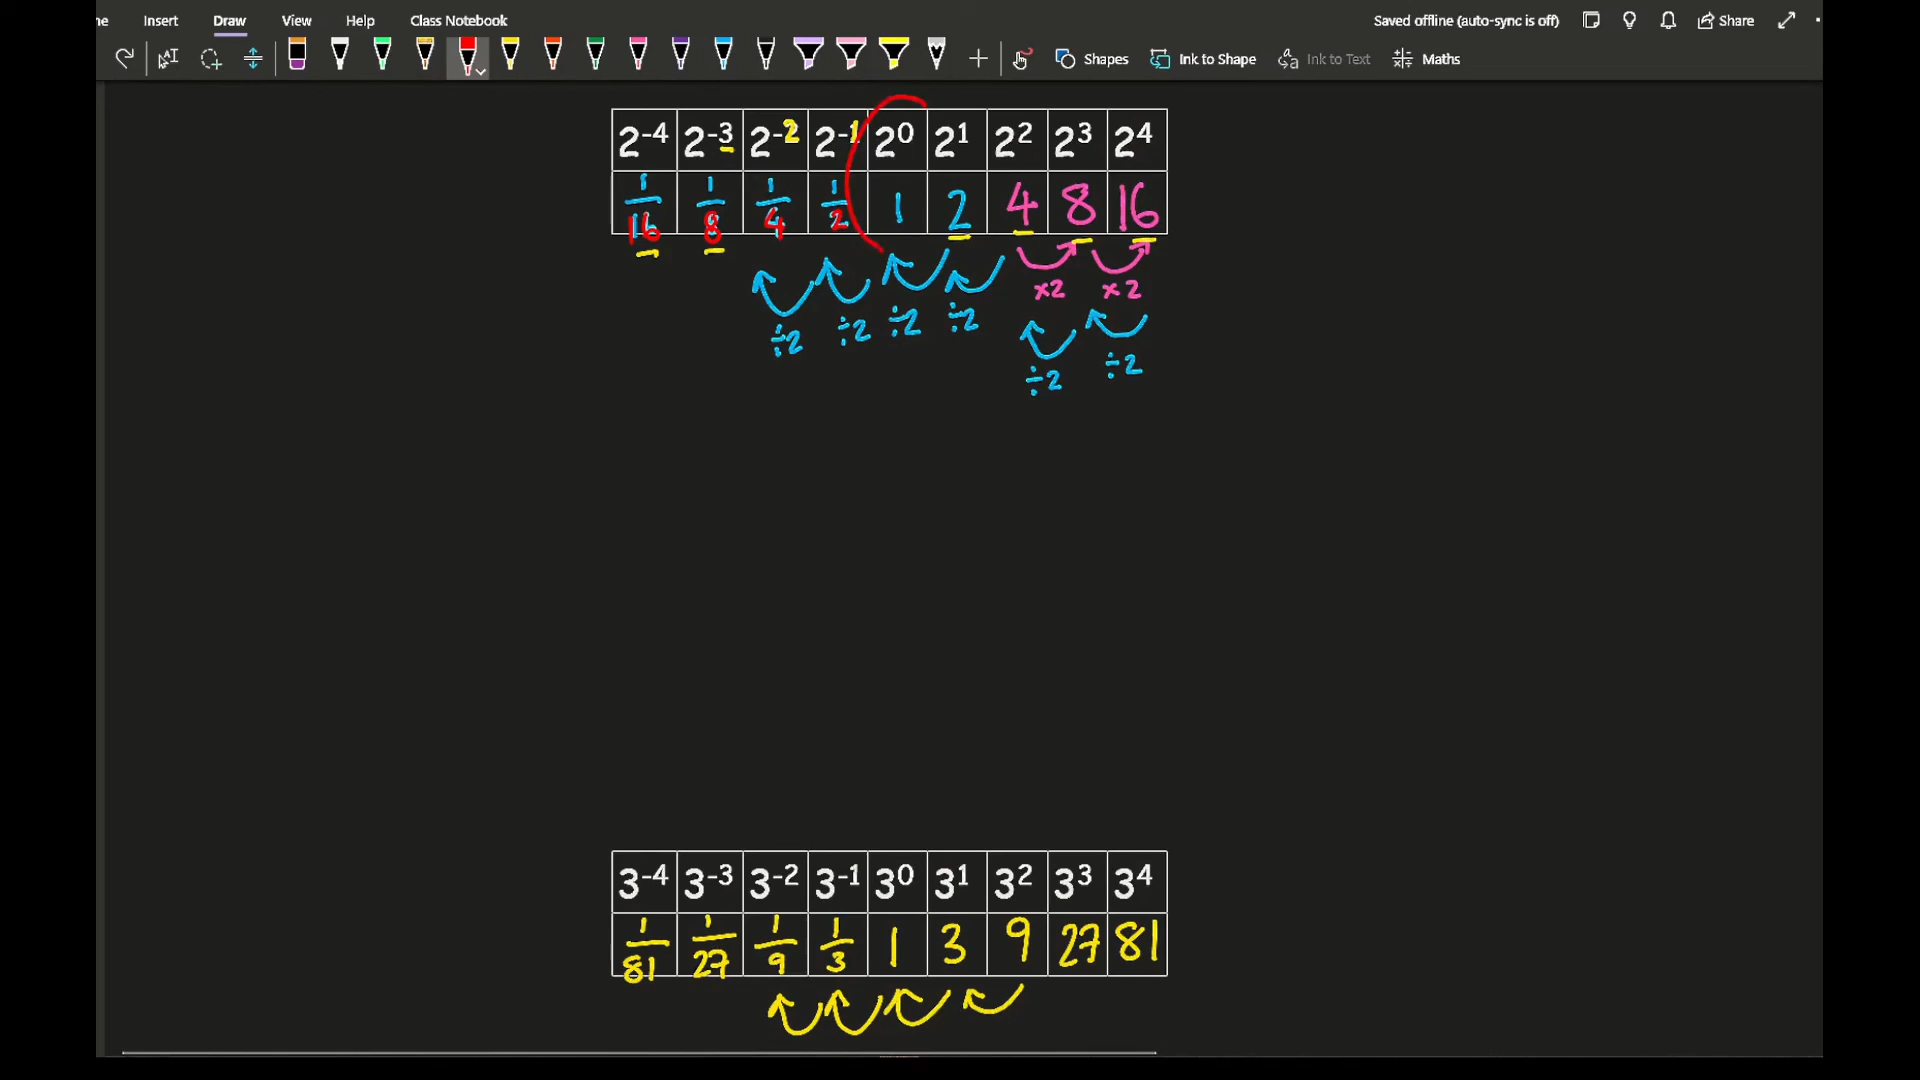 ne Insert Draw View Help Class Notebook Saved offline (auto-sync is off) Share
Shapes Ink to Shape Ink to Text Maths
2⁻⁴ 2⁻³ 2⁻² 2⁻¹ 2⁰ 2¹ 2² 2³ 2⁴
1/16 1/8 1/4 1/2 1 2 4 8 16
×2 ×2
÷2 ÷2 ÷2 ÷2
÷2 ÷2
3⁻⁴ 3⁻³ 3⁻² 3⁻¹ 3⁰ 3¹ 3² 3³ 3⁴
1/81 1/27 1/9 1/3 1 3 9 27 81